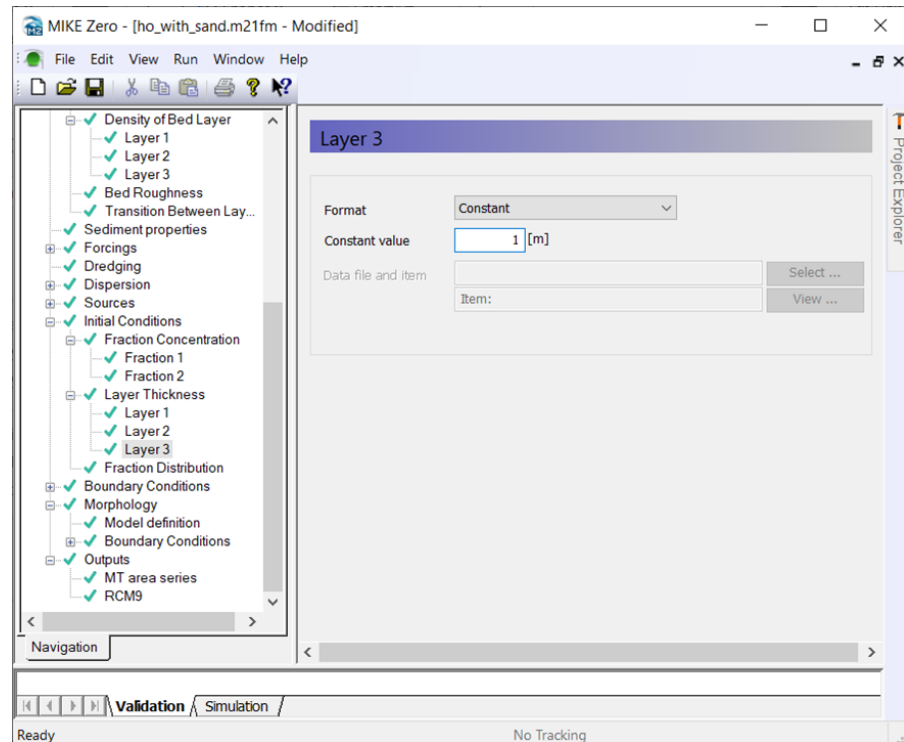 MIKE Zero - [ho_with_sand.m21fm - Modified]
File Edit View Run Window Help
Density of Bed Layer
Layer 1
Layer 2
Layer 3
Bed Roughness
Transition Between Lay...
Sediment properties
Forcings
Dredging
Dispersion
Sources
Initial Conditions
Fraction Concentration
Fraction 1
Fraction 2
Layer Thickness
Layer 1
Layer 2
Layer 3
Fraction Distribution
Boundary Conditions
Morphology
Model definition
Boundary Conditions
Outputs
MT area series
RCM9
Navigation
Layer 3
Format Constant
Constant value 1 [m]
Data file and item Select ...
Item: View ...
Project Explorer
Validation Simulation
Ready No Tracking